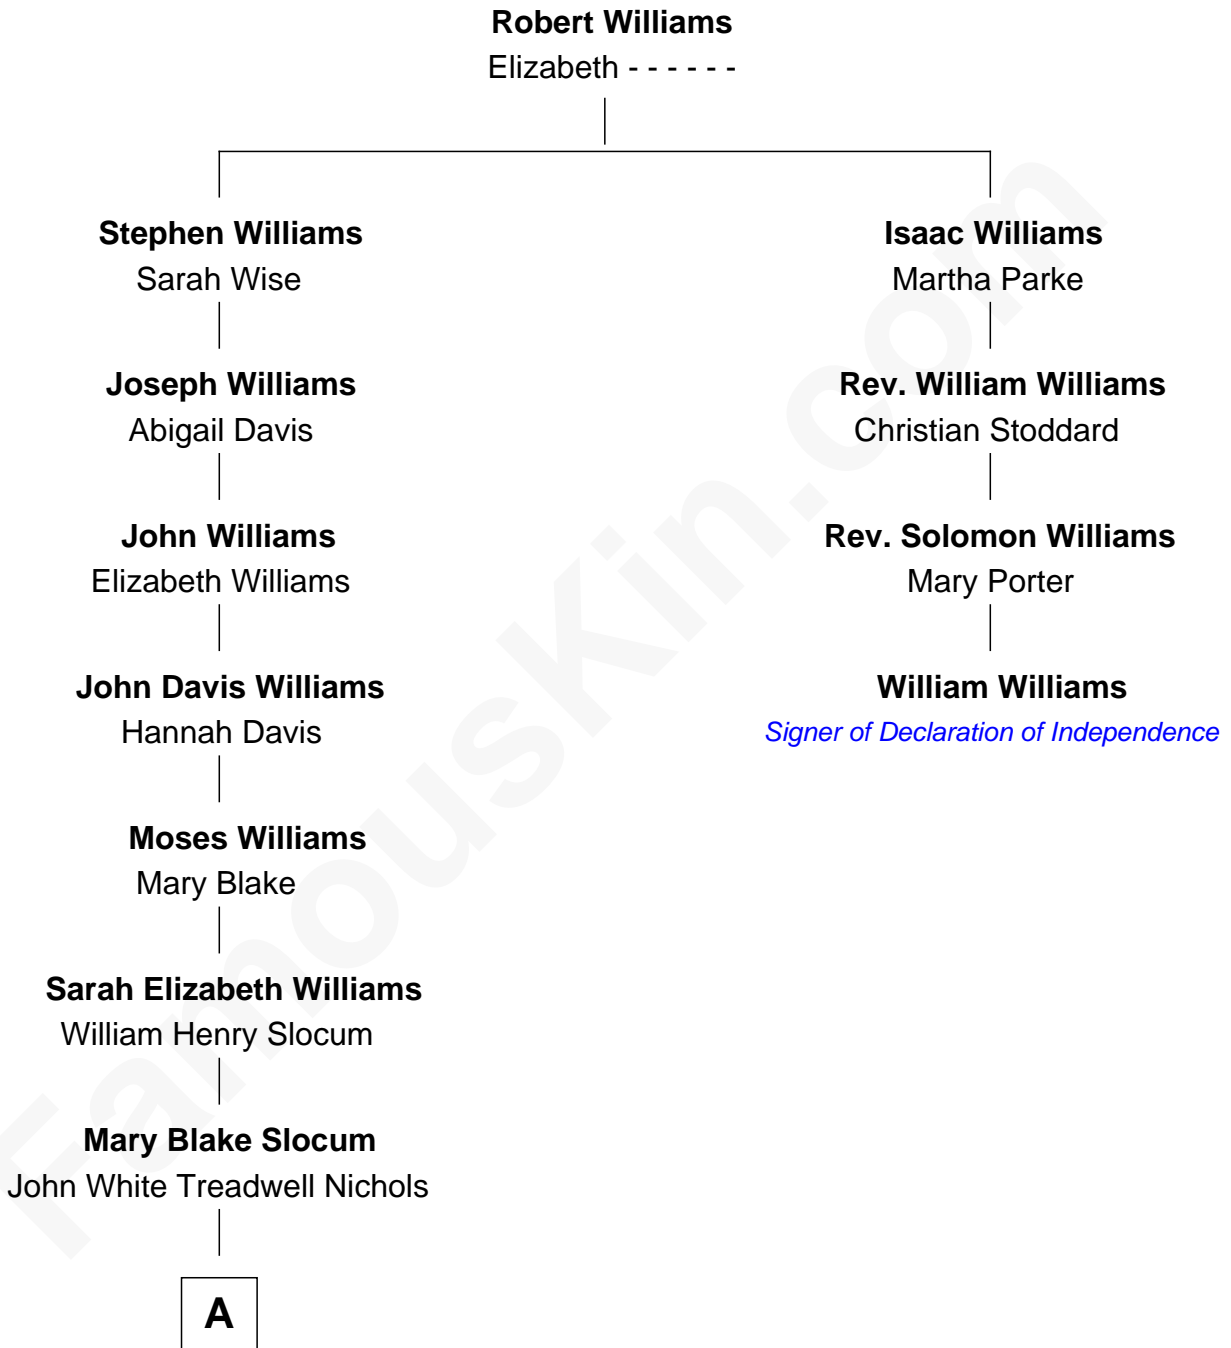 Robert Williams
Elizabeth - - - - - -
Stephen Williams
Sarah Wise
Joseph Williams
Abigail Davis
John Williams
Elizabeth Williams
John Davis Williams
Hannah Davis
Moses Williams
Mary Blake
Sarah Elizabeth Williams
William Henry Slocum
Mary Blake Slocum
John White Treadwell Nichols
A
Isaac Williams
Martha Parke
Rev. William Williams
Christian Stoddard
Rev. Solomon Williams
Mary Porter
William Williams
Signer of Declaration of Independence
FamousKin.com